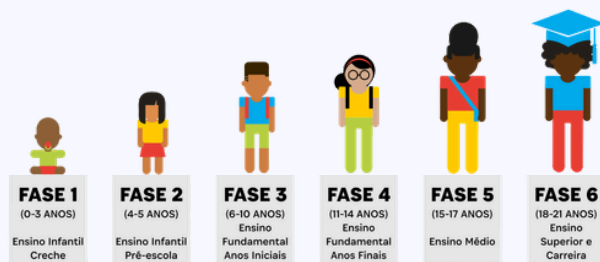 FASE 1
(0-3 ANOS)
Ensino Infantil
Creche
FASE 2
(4-5 ANOS)
Ensino Infantil
Pré-escola
FASE 3
(6-10 ANOS)
Ensino
Fundamental
Anos Iniciais
FASE 4
(11-14 ANOS)
Ensino
Fundamental
Anos Finais
FASE 5
(15-17 ANOS)
Ensino Médio
FASE 6
(18-21 ANOS)
Ensino
Superior e
Carreira